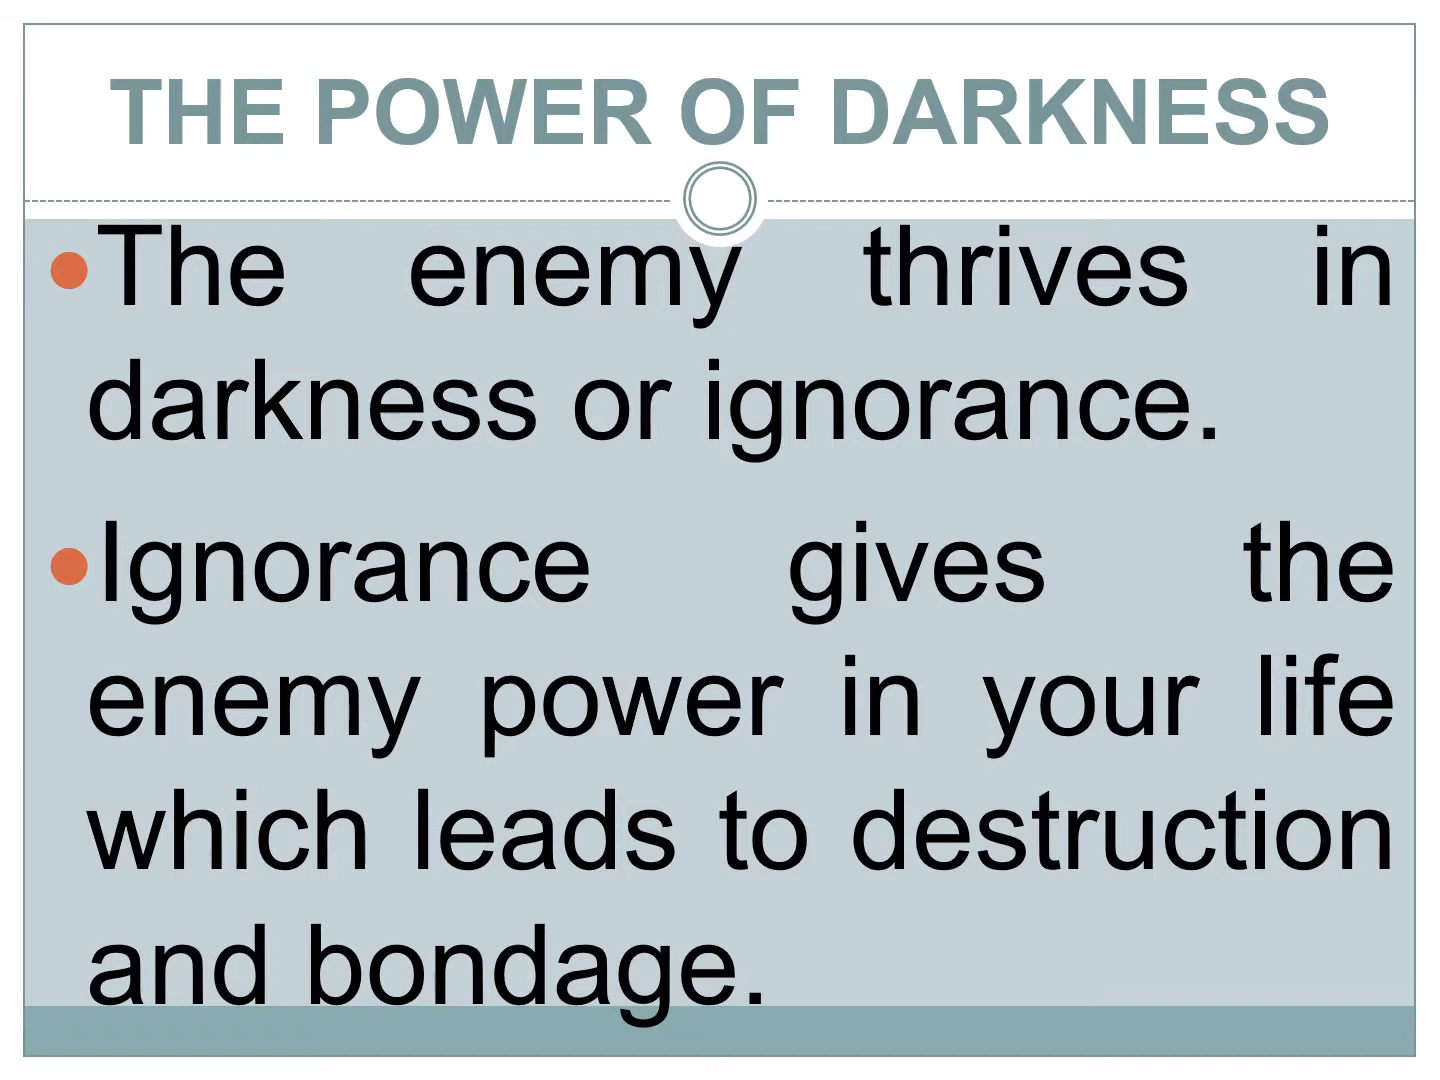 THE POWER OF DARKNESS
•The enemy thrives in
darkness or ignorance.
•Ignorance gives the
enemy power in your life
which leads to destruction
and bondage.